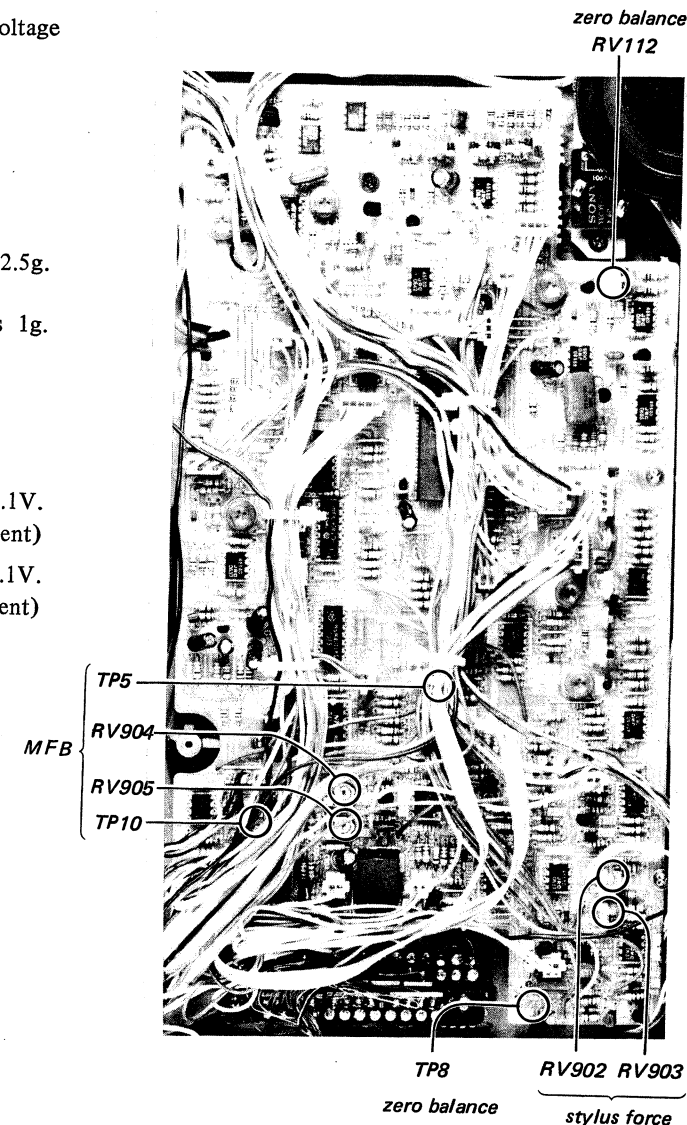 oltage
zero balance
RV112
2.5g.
s 1g.
.1V.
ent)
.1V.
ent)
SONY
TP5
RV904
MFB
RV905
TP10
TP8
zero balance
RV902 RV903
stylus force